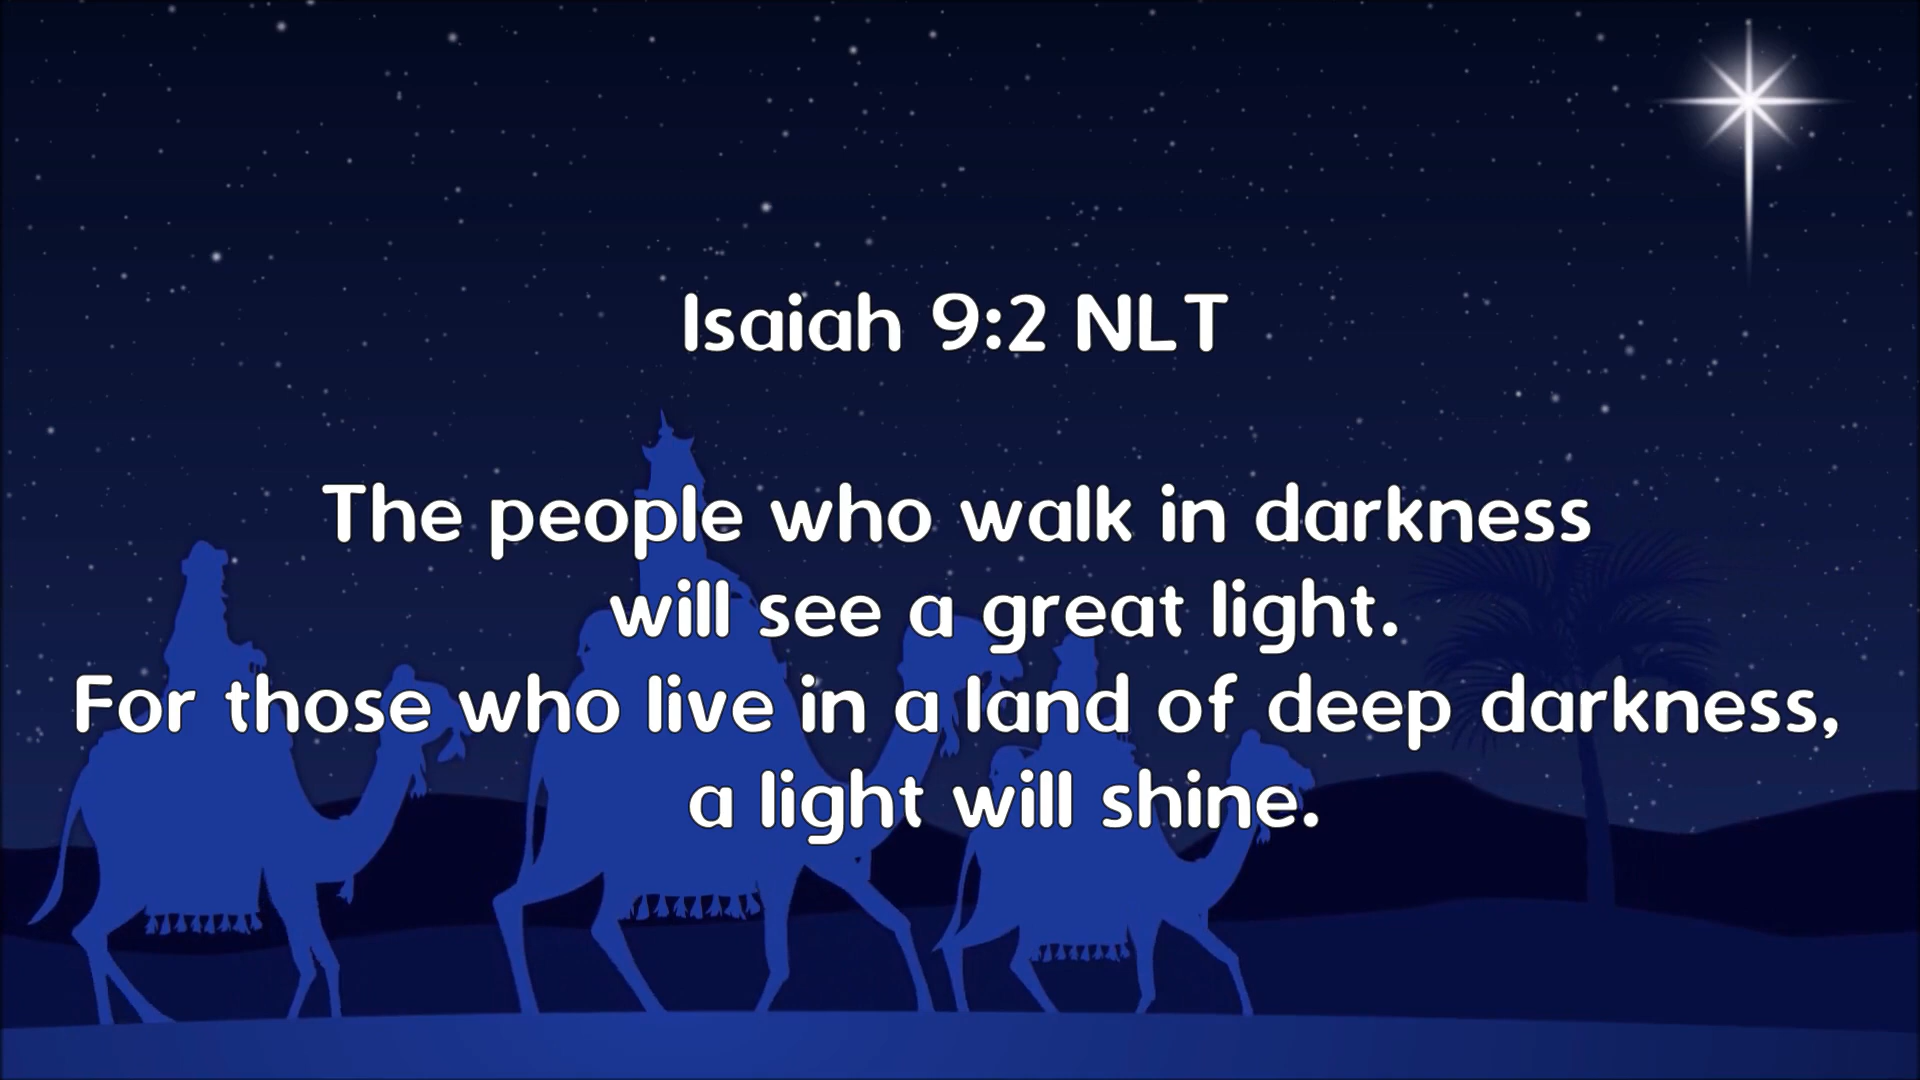 Isaiah 9:2 NLT
The people who walk in darkness
will see a great light.
For those who live in a land of deep darkness,
a light will shine.